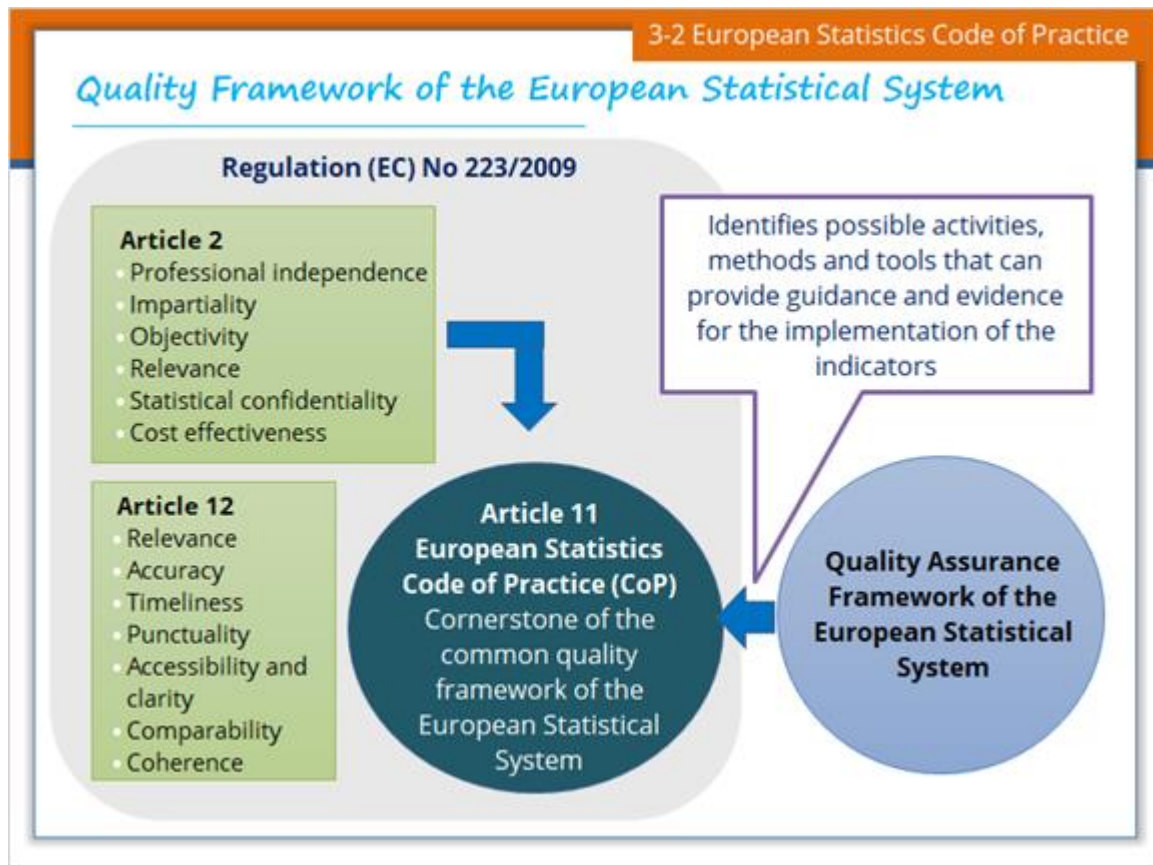 3-2 European Statistics Code of Practice
Quality Framework of the European Statistical System
Regulation (EC) No 223/2009
Article 2
Professional independence
Impartiality
Objectivity
Relevance
Statistical confidentiality
Cost effectiveness
Article 12
Relevance
Accuracy
Timeliness
Punctuality
Accessibility and
clarity
Comparability
Coherence
Article 11
European Statistics
Code of Practice (CoP)
Cornerstone of the
common quality
framework of the
European Statistical
System
Identifies possible activities,
methods and tools that can
provide guidance and evidence
for the implementation of the
indicators
Quality Assurance
Framework of the
European Statistical
System